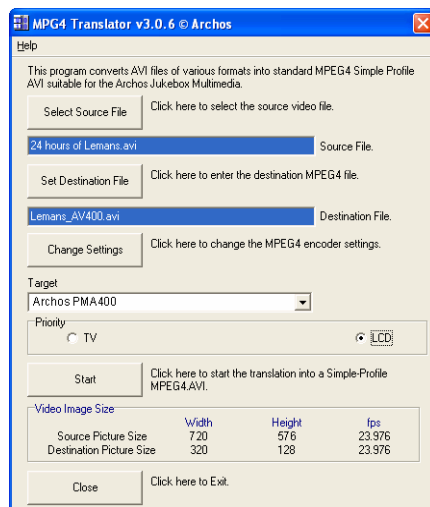 MPG4 Translator v3.0.6 © Archos
Help
This program converts AVI files of various formats into standard MPEG4 Simple Profile
AVI suitable for the Archos Jukebox Multimedia.
Select Source File
Click here to select the source video file.
24 hours of Lemans.avi
Source File.
Set Destination File
Click here to enter the destination MPEG4 file.
Lemans_AV400.avi
Destination File.
Change Settings
Click here to change the MPEG4 encoder settings.
Target
Archos PMA400
Priority
TV
LCD
Start
Click here to start the translation into a Simple-Profile
MPEG4.AVI.
Video Image Size
Width Height fps
Source Picture Size 720 576 23.976
Destination Picture Size 320 128 23.976
Close
Click here to Exit.